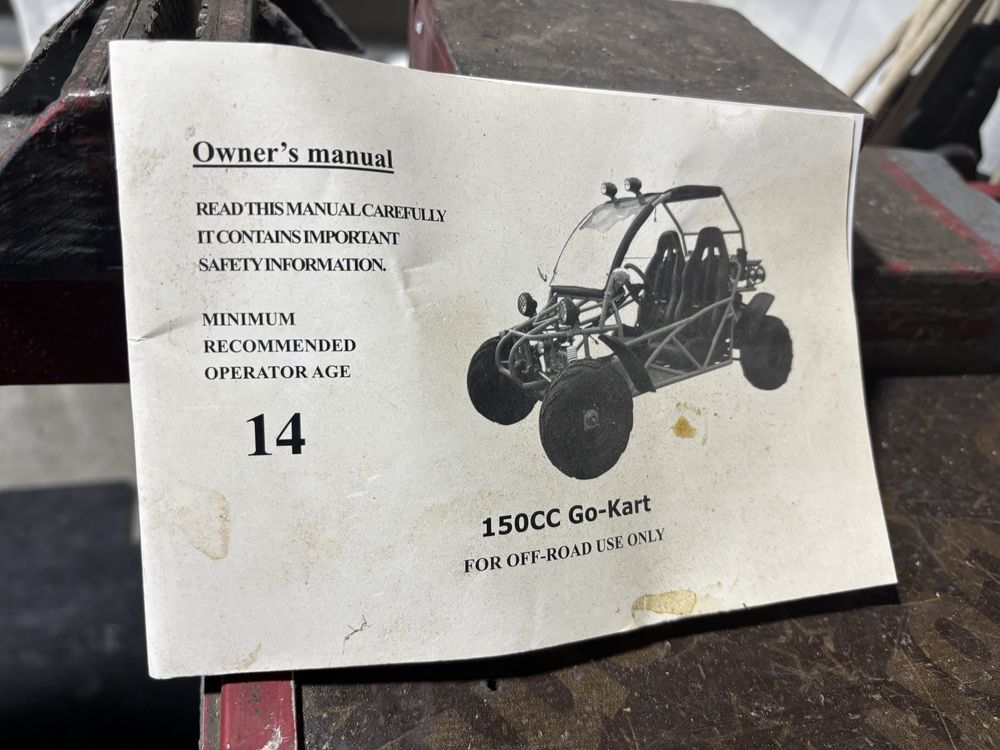 Owner's manual
READ THIS MANUAL CAREFULLY
IT CONTAINS IMPORTANT
SAFETY INFORMATION.
MINIMUM
RECOMMENDED
OPERATOR AGE
14
150CC Go-Kart
FOR OFF-ROAD USE ONLY